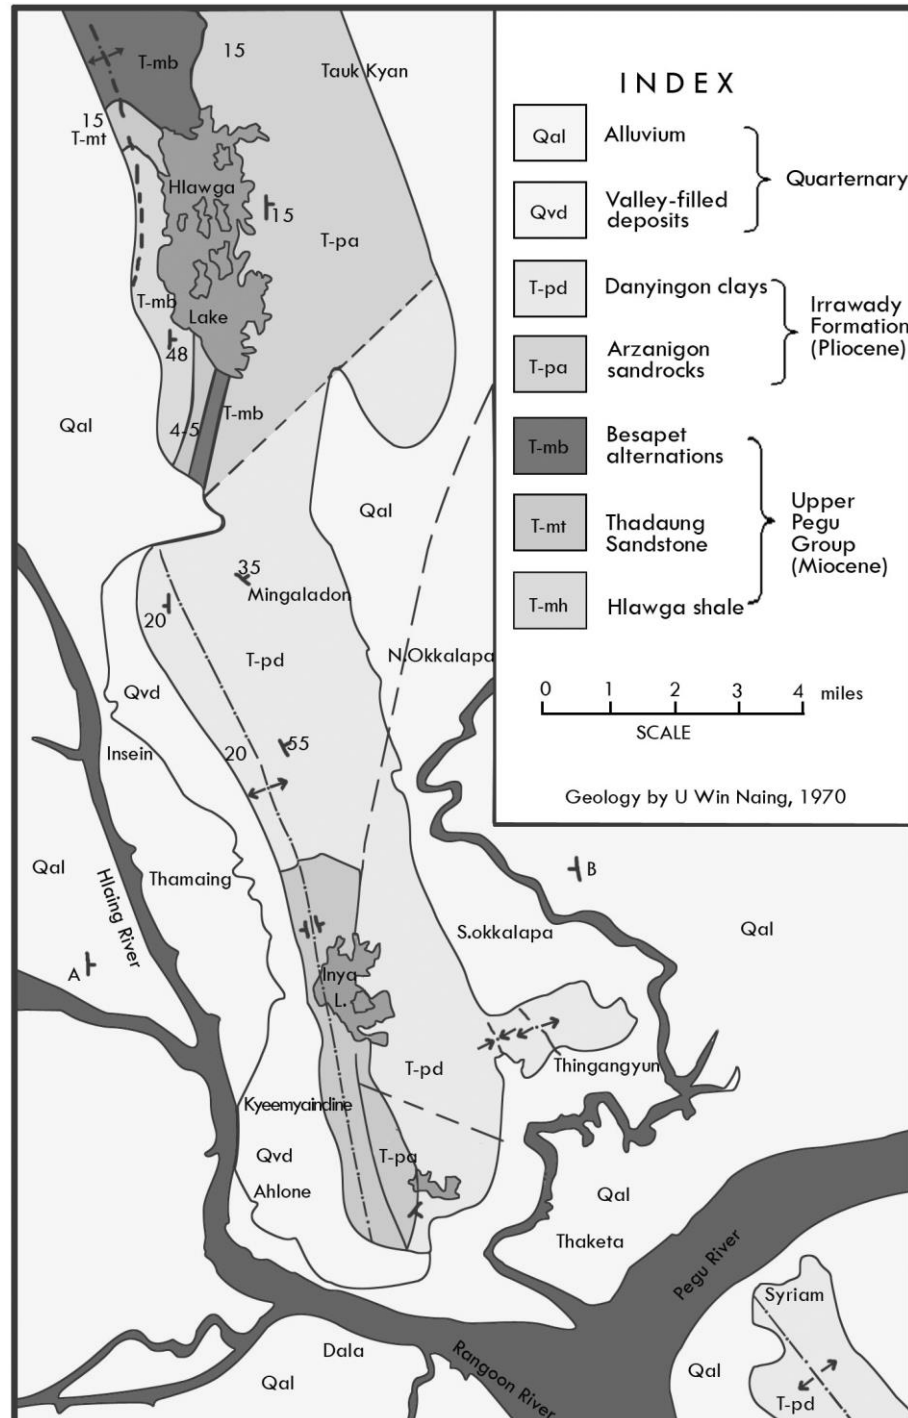 INDEX
Qal Alluvium
Quarternary
Qvd Valley-filled
deposits
T-pd Danyingon clays
Irrawady
Formation
(Pliocene)
T-pa Arzanigon
sandrocks
T-mb Besapet
alternations
Upper
Pegu
Group
(Miocene)
T-mt Thadaung
Sandstone
T-mh Hlawga shale
0 1 2 3 4 miles
SCALE
Geology by U Win Naing, 1970
T-mb
15
Tauk Kyan
15
T-mt
Hlawga
15
T-pa
T-mb
Lake
48
T-mb
Qal
4-5
Qal
35
Mingaladon
20
T-pd
N.Okkalapa
Qvd
Insein
20
55
Qal
Thamaing
B
Hlaing River
S.okkalapa
Qal
A
Inya
L.
T-pd
Thingangyun
Kyeemyaindine
Qvd
T-pa
Ahlone
Qal
Thaketa
Pegu River
Syriam
Dala
Rangoon River
Qal
Qal
T-pd